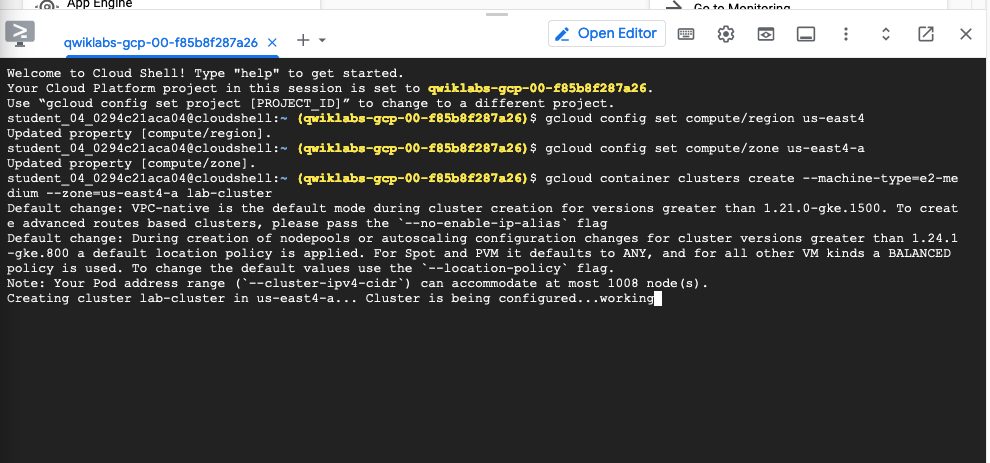 App Engine
Go to Monitoring
qwiklabs-gcp-00-f85b8f287a26
Open Editor
Welcome to Cloud Shell! Type "help" to get started.
Your Cloud Platform project in this session is set to qwiklabs-gcp-00-f85b8f287a26.
Use “gcloud config set project [PROJECT_ID]” to change to a different project.
student_04_0294c21aca04@cloudshell:~ (qwiklabs-gcp-00-f85b8f287a26)$ gcloud config set compute/region us-east4
Updated property [compute/region].
student_04_0294c21aca04@cloudshell:~ (qwiklabs-gcp-00-f85b8f287a26)$ gcloud config set compute/zone us-east4-a
Updated property [compute/zone].
student_04_0294c21aca04@cloudshell:~ (qwiklabs-gcp-00-f85b8f287a26)$ gcloud container clusters create --machine-type=e2-me
dium --zone=us-east4-a lab-cluster
Default change: VPC-native is the default mode during cluster creation for versions greater than 1.21.0-gke.1500. To creat
e advanced routes based clusters, please pass the `--no-enable-ip-alias` flag
Default change: During creation of nodepools or autoscaling configuration changes for cluster versions greater than 1.24.1
-gke.800 a default location policy is applied. For Spot and PVM it defaults to ANY, and for all other VM kinds a BALANCED
policy is used. To change the default values use the `--location-policy` flag.
Note: Your Pod address range (`--cluster-ipv4-cidr`) can accommodate at most 1008 node(s).
Creating cluster lab-cluster in us-east4-a... Cluster is being configured...working